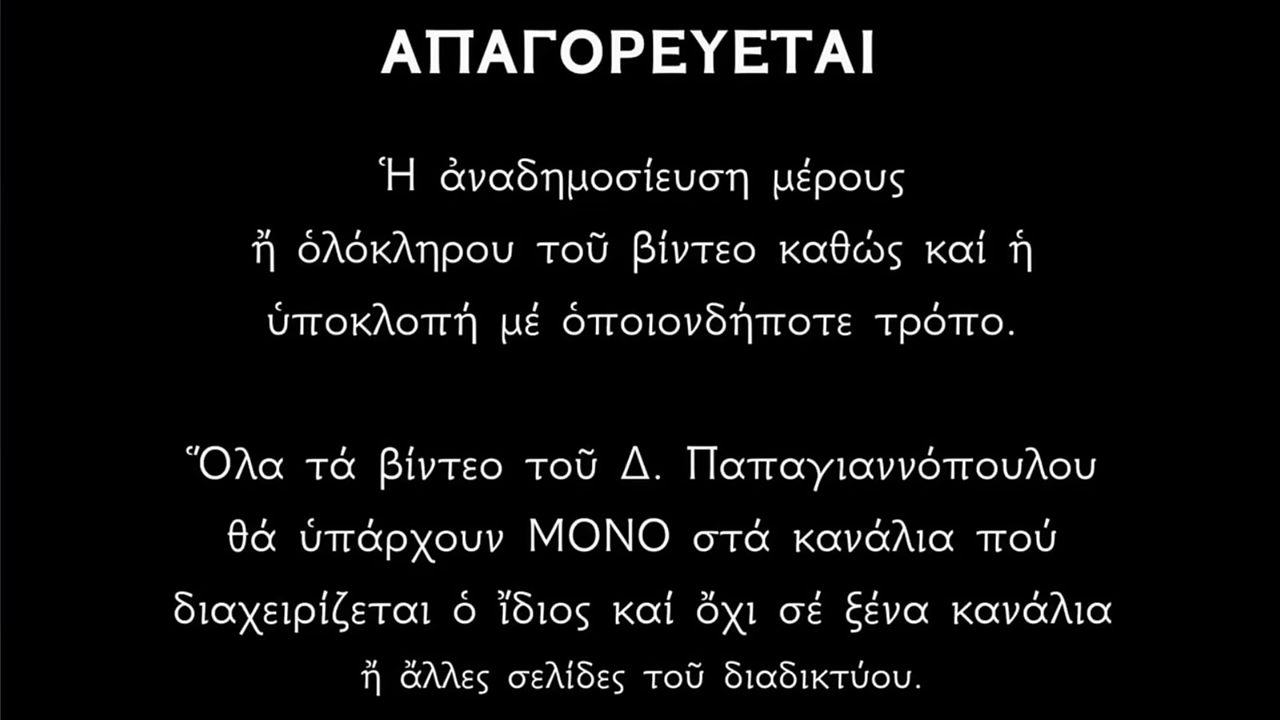 ΑΠΑΓΟΡΕΥΕΤΑΙ
Ἡ ἀναδημοσίευση μέρους
ἤ ὁλόκληρου τοῦ βίντεο καθώς καί ἡ
ὑποκλοπή μέ ὁποιονδήποτε τρόπο.
Ὅλα τά βίντεο τοῦ Δ. Παπαγιαννόπουλου
θά ὑπάρχουν ΜΟΝΟ στά κανάλια πού
διαχειρίζεται ὁ ἴδιος καί ὄχι σέ ξένα κανάλια
ἤ ἄλλες σελίδες τοῦ διαδικτύου.